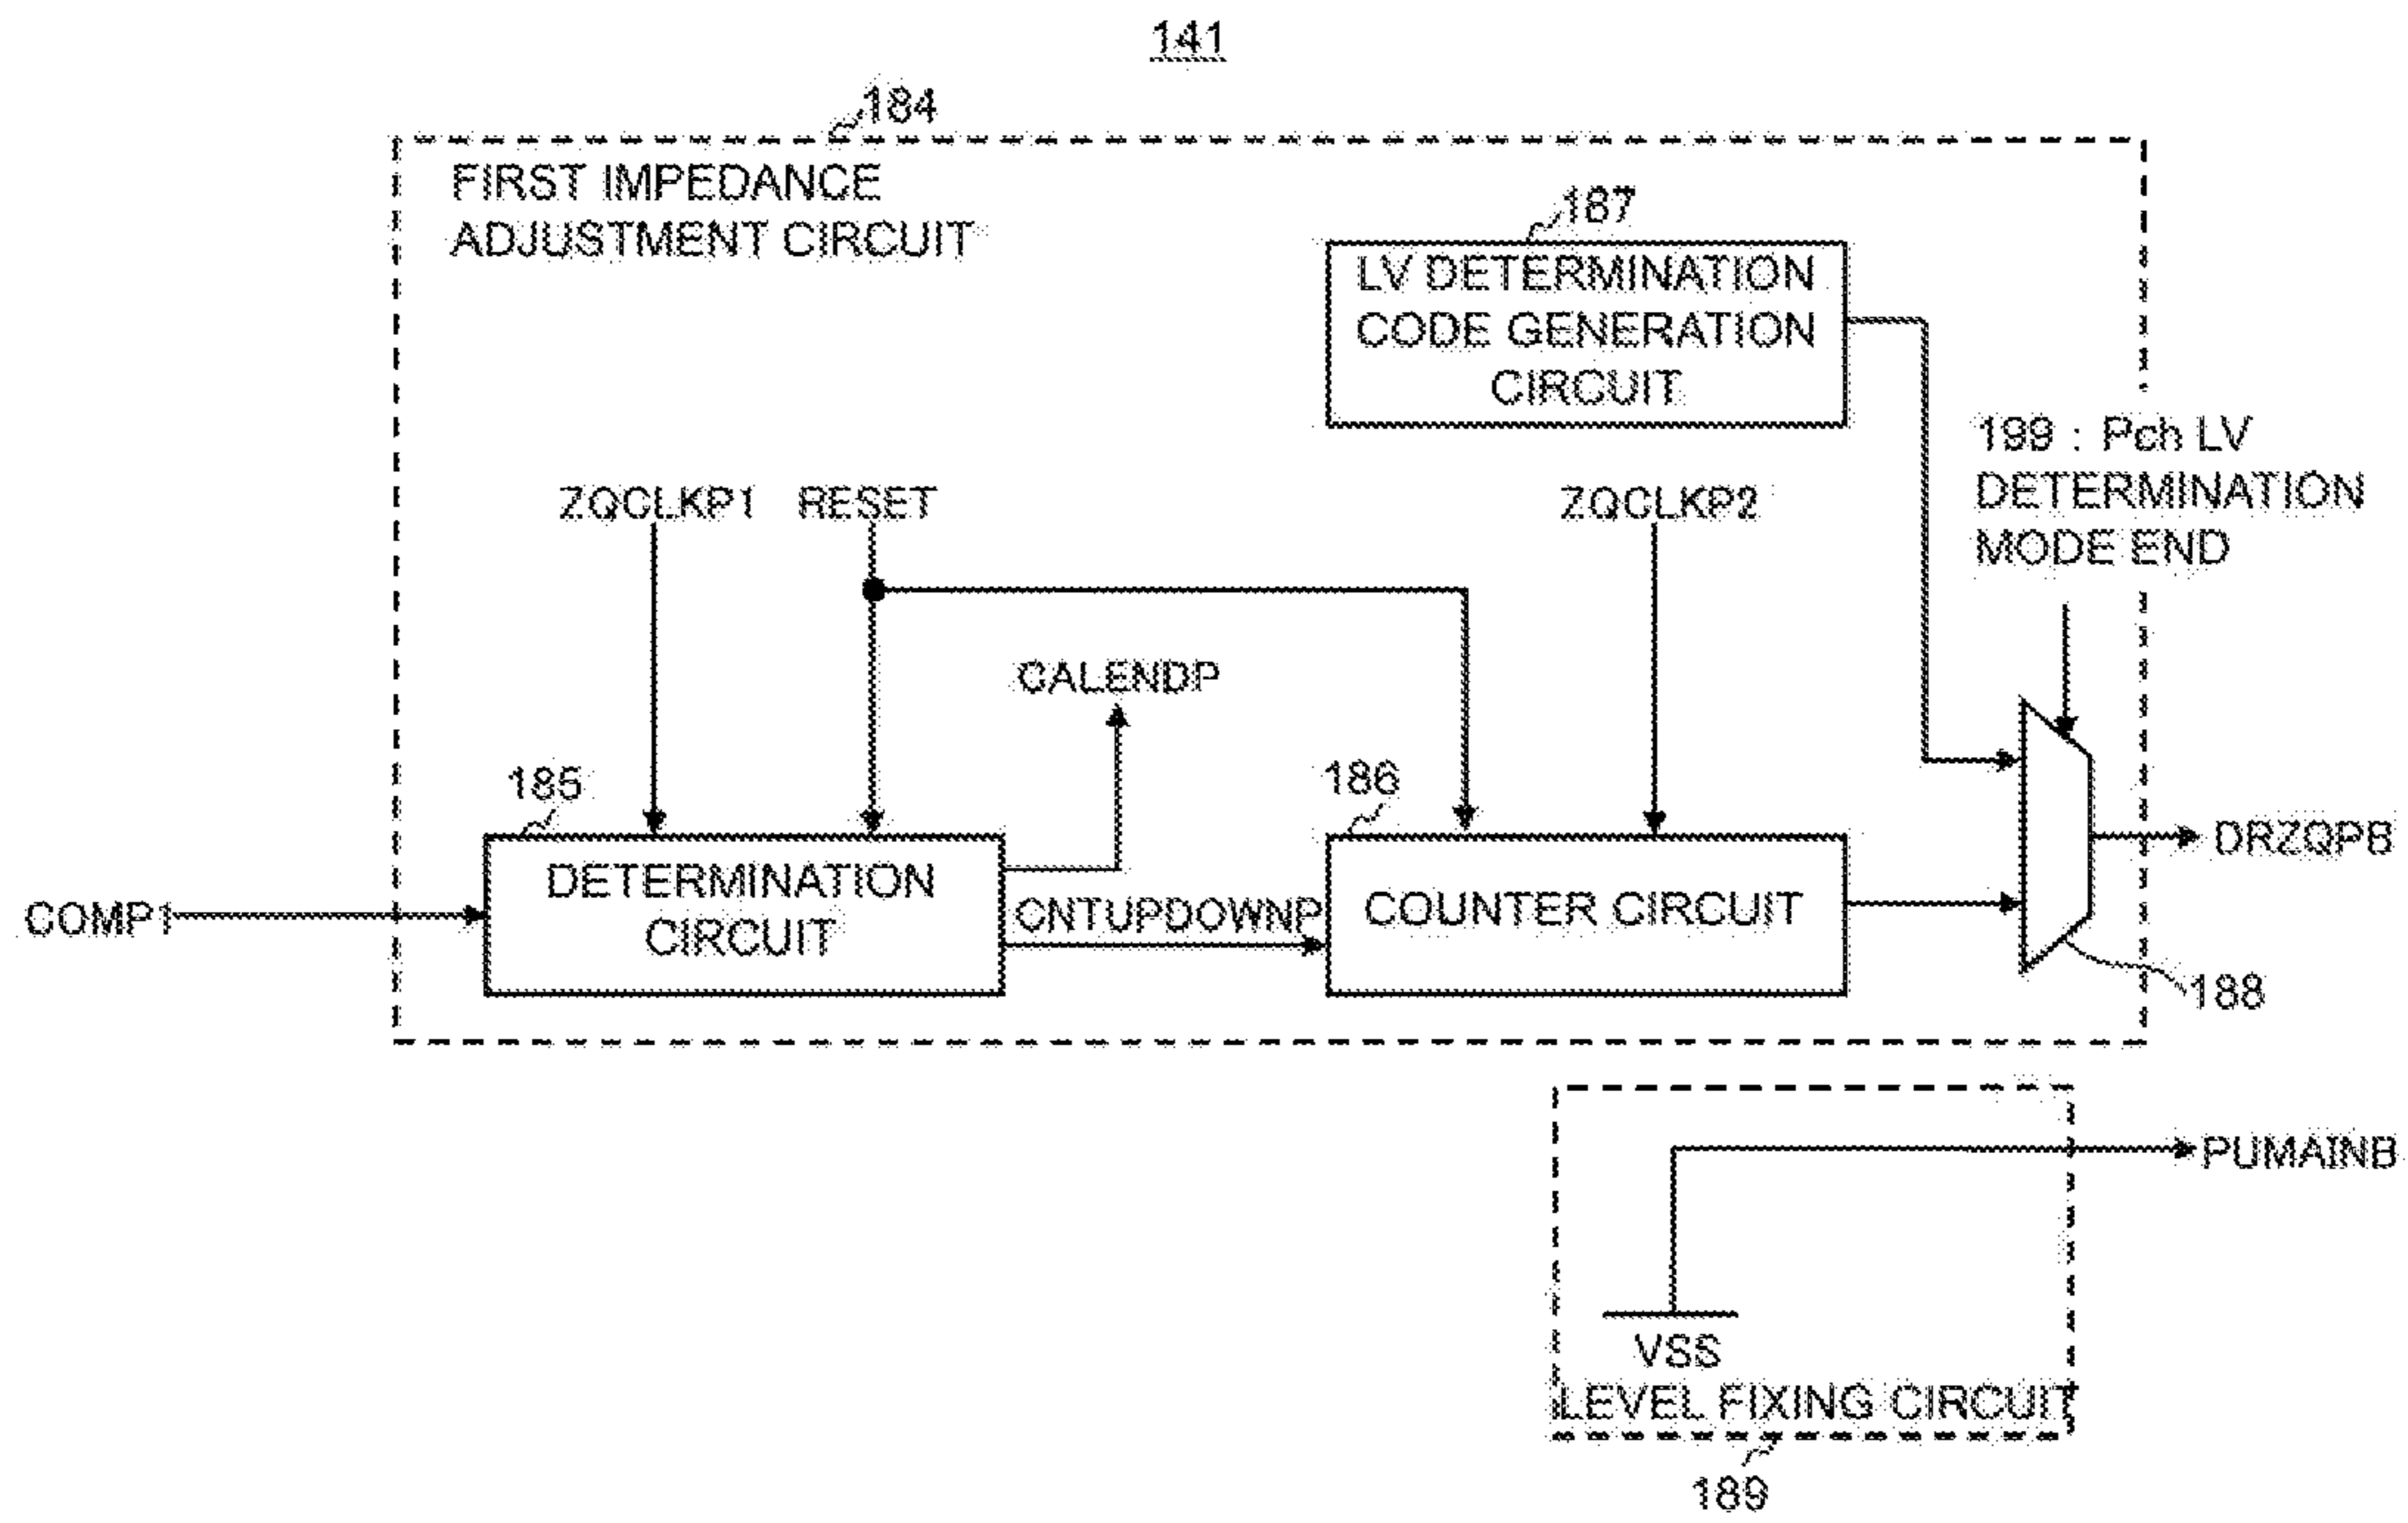 141
184
FIRST IMPEDANCE
ADJUSTMENT CIRCUIT
187
LV DETERMINATION
CODE GENERATION
CIRCUIT
199 : Pch LV
DETERMINATION
MODE END
ZQCLKP1
RESET
ZQCLKP2
CALENDP
185
186
DETERMINATION
CIRCUIT
COMP1
CNTUPDOWNP
COUNTER CIRCUIT
DRZQPB
188
PUMAINB
VSS
LEVEL FIXING CIRCUIT
189